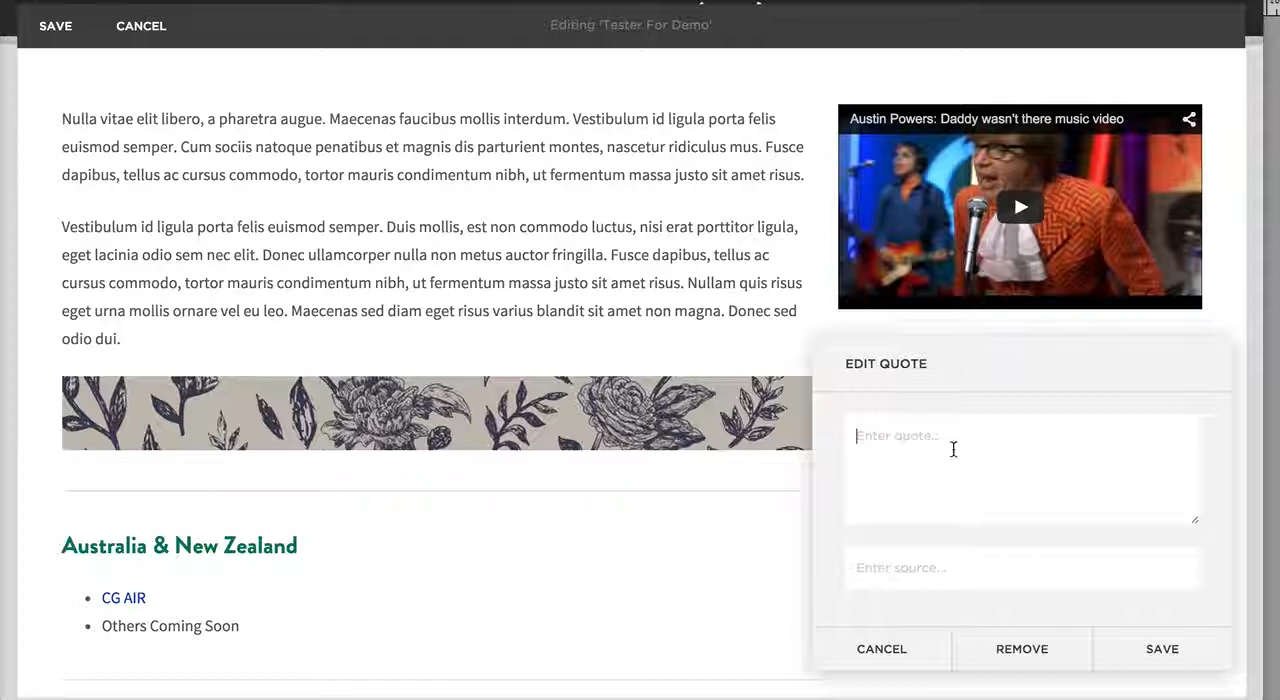 SAVE CANCEL Editing 'Tester For Demo'
Nulla vitae elit libero, a pharetra augue. Maecenas faucibus mollis interdum. Vestibulum id ligula porta felis
euismod semper. Cum sociis natoque penatibus et magnis dis parturient montes, nascetur ridiculus mus. Fusce
dapibus, tellus ac cursus commodo, tortor mauris condimentum nibh, ut fermentum massa justo sit amet risus.
Vestibulum id ligula porta felis euismod semper. Duis mollis, est non commodo luctus, nisi erat porttitor ligula,
eget lacinia odio sem nec elit. Donec ullamcorper nulla non metus auctor fringilla. Fusce dapibus, tellus ac
cursus commodo, tortor mauris condimentum nibh, ut fermentum massa justo sit amet risus. Nullam quis risus
eget urna mollis ornare vel eu leo. Maecenas sed diam eget risus varius blandit sit amet non magna. Donec sed
odio dui.
Australia & New Zealand
• CG AIR
• Others Coming Soon
Austin Powers: Daddy wasn't there music video
EDIT QUOTE
Enter quote..
Enter source...
CANCEL REMOVE SAVE